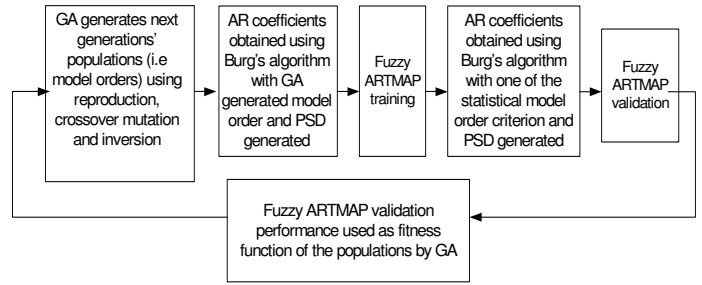 GA generates next
generations'
populations (i.e
model orders) using
reproduction,
crossover mutation
and inversion
AR coefficients
obtained using
Burg's algorithm
with GA
generated model
order and PSD
generated
Fuzzy
ARTMAP
training
AR coefficients
obtained using
Burg's algorithm
with one of the
statistical model
order criterion and
PSD generated
Fuzzy
ARTMAP
validation
Fuzzy ARTMAP validation
performance used as fitness
function of the populations by GA